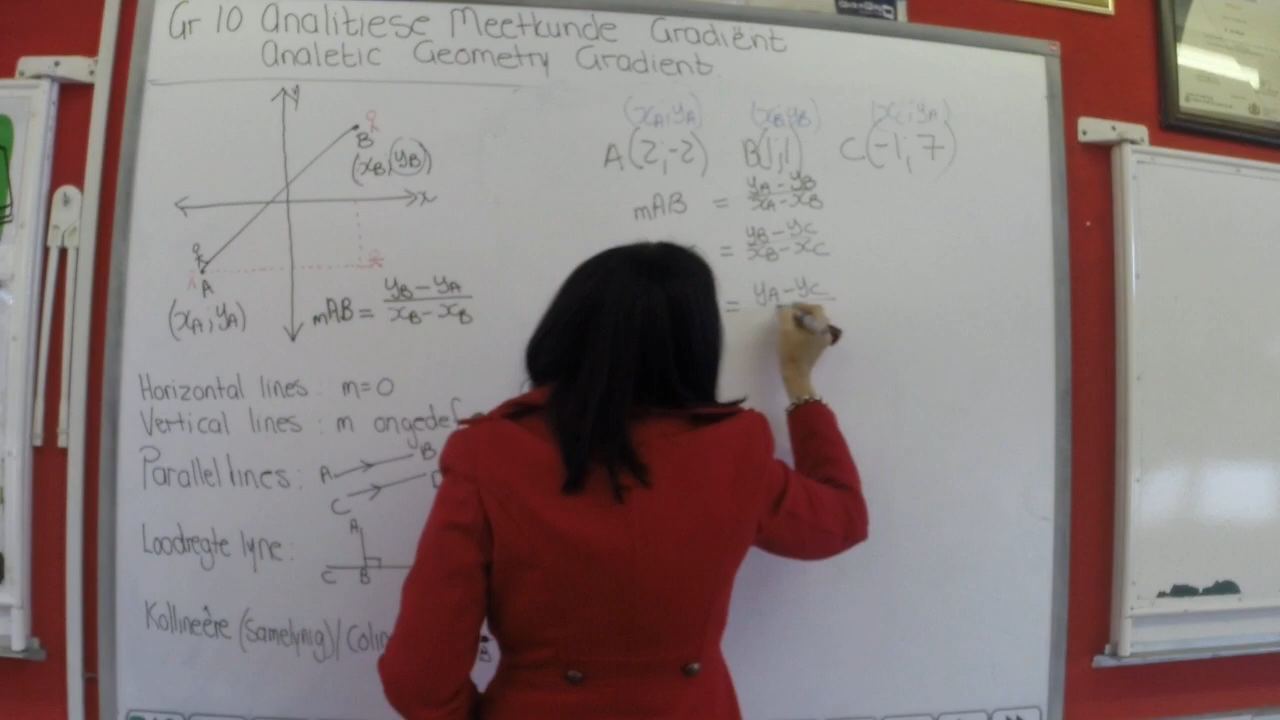 Gr 10 Analitiese Meetkunde Gradiënt
Analetic Geometry Gradient
y
B
(xB, yB)
x
A
(xA; yA)
mAB = yB - yA / xB - xB
Horizontal lines: m=0
Vertical lines: m ongedef
Parallel lines: A B
C D
Loodregte lyne: A
C B
Kollineêre (Samelynig)/Colin
(xA; yA) (xB; yB) (xC; yA)
A(2,-2) B(1,1) C(-1; 7)
mAB = yA - yB / xA - xB
= yB - yC / xB - xC
= yA - yC